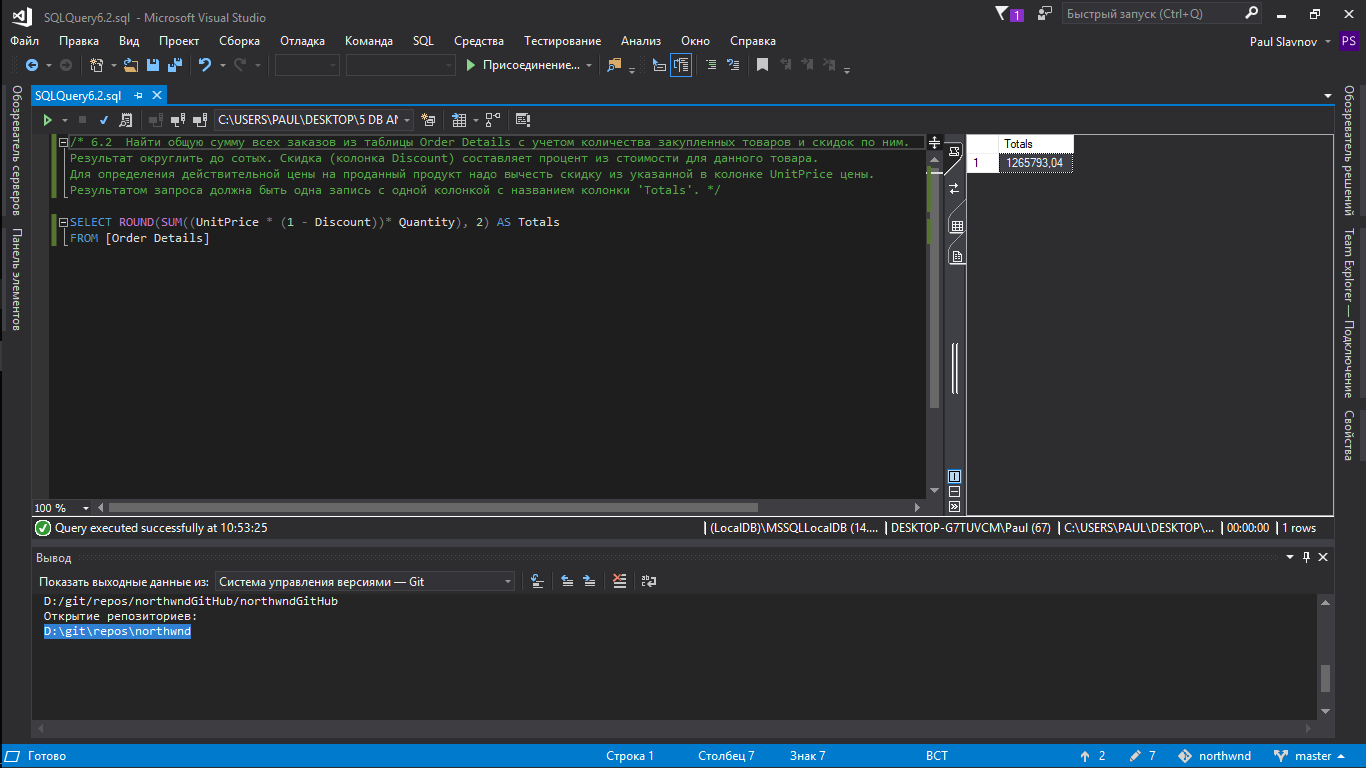 SQLQuery6.2.sql - Microsoft Visual Studio
1
Быстрый запуск (Ctrl+Q)
Файл Правка Вид Проект Сборка Отладка Команда SQL Средства Тестирование Анализ Окно Справка
Paul Slavnov PS
Присоединение...
Обозреватель серверов
Панель элементов
SQLQuery6.2.sql
C:\USERS\PAUL\DESKTOP\5 DB AN
/* 6.2  Найти общую сумму всех заказов из таблицы Order Details с учетом количества закупленных товаров и скидок по ним.
Результат округлить до сотых. Скидка (колонка Discount) составляет процент из стоимости для данного товара.
Для определения действительной цены на проданный продукт надо вычесть скидку из указанной в колонке UnitPrice цены.
Результатом запроса должна быть одна запись с одной колонкой с названием колонки 'Totals'. */
SELECT ROUND(SUM((UnitPrice * (1 - Discount))* Quantity), 2) AS Totals
FROM [Order Details]
Totals
1 1265793,04
Обозреватель решений
Team Explorer — Подключение
Свойства
100 %
Query executed successfully at 10:53:25
(LocalDB)\MSSQLLocalDB (14.... DESKTOP-G7TUVCM\Paul (67) C:\USERS\PAUL\DESKTOP\... 00:00:00 1 rows
Вывод
Показать выходные данные из: Система управления версиями — Git
D:/git/repos/northwndGitHub/northwndGitHub
Открытие репозиториев:
D:\git\repos\northwnd
Готово Строка 1 Столбец 7 Знак 7 ВСТ 2 7 northwnd master